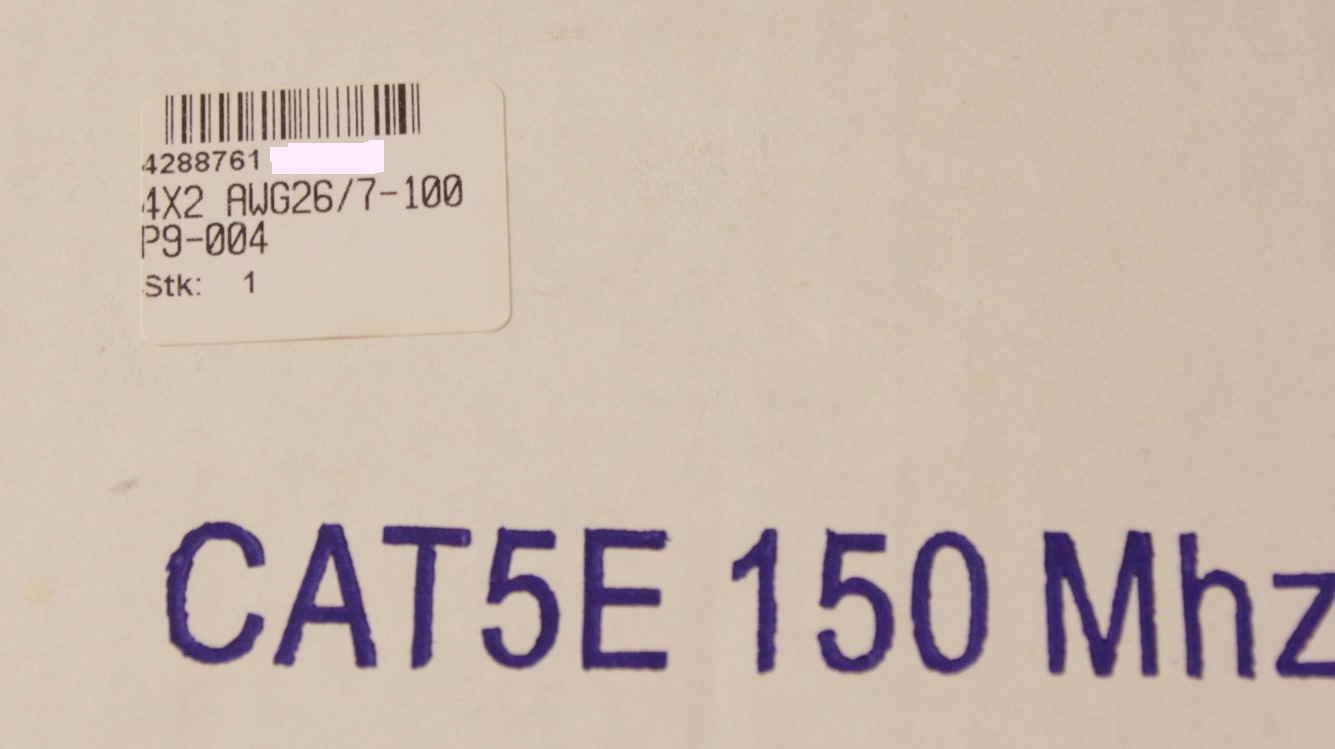 4288761
4X2 AWG26/7-100
P9-004
Stk: 1
CAT5E 150 Mhz